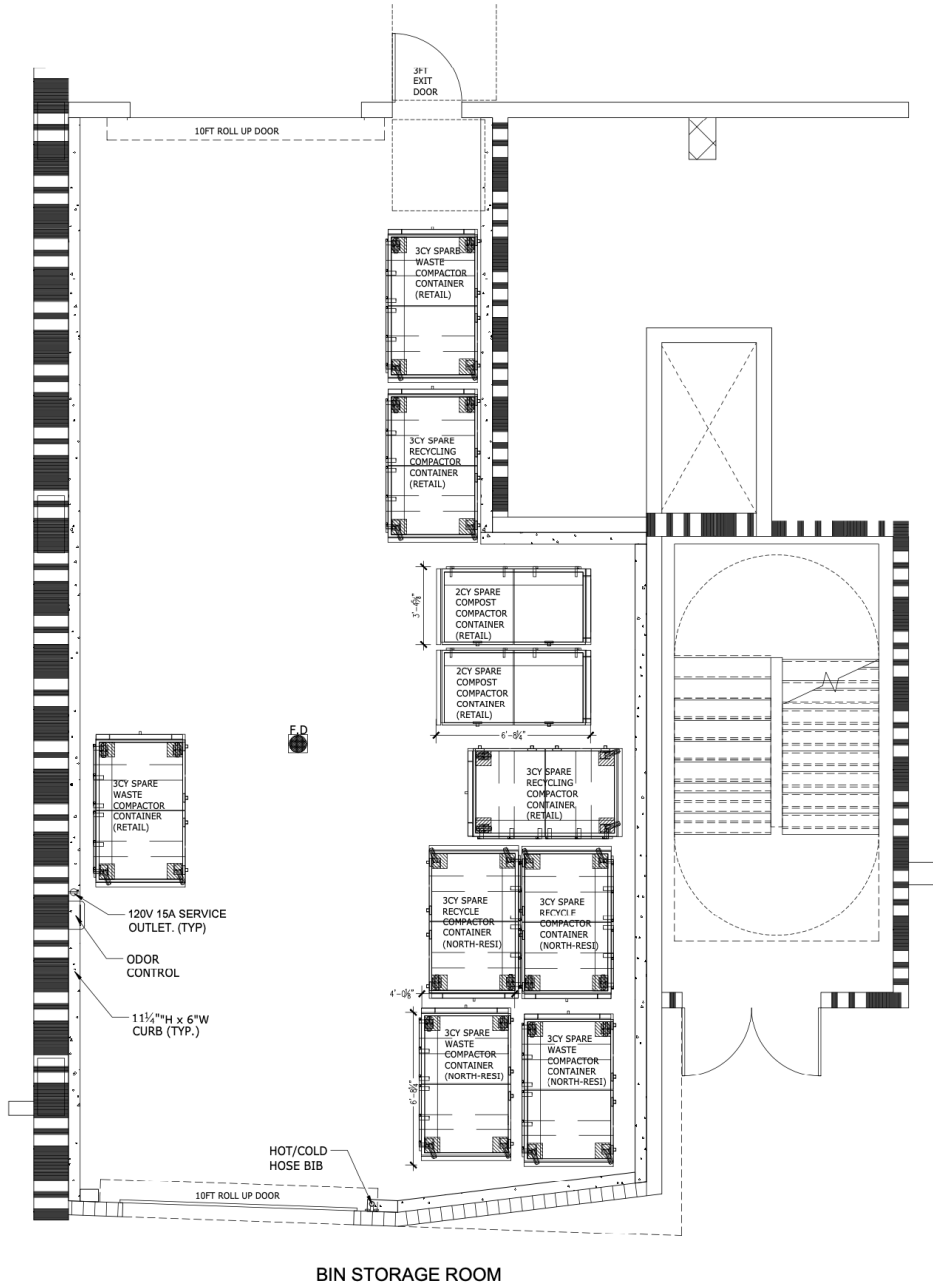 3FT
EXIT
DOOR
10FT ROLL UP DOOR
3CY SPARE
WASTE
COMPACTOR
CONTAINER
(RETAIL)
3CY SPARE
RECYCLING
COMPACTOR
CONTAINER
(RETAIL)
3'-4⅝"
2CY SPARE
COMPOST
COMPACTOR
CONTAINER
(RETAIL)
2CY SPARE
COMPOST
COMPACTOR
CONTAINER
(RETAIL)
6'-8¼"
F.D
3CY SPARE
WASTE
COMPACTOR
CONTAINER
(RETAIL)
3CY SPARE
RECYCLING
COMPACTOR
CONTAINER
(RETAIL)
3CY SPARE
RECYCLE
COMPACTOR
CONTAINER
(NORTH-RESI)
3CY SPARE
RECYCLE
COMPACTOR
CONTAINER
(NORTH-RESI)
120V 15A SERVICE
OUTLET. (TYP)
ODOR
CONTROL
11¼""H x 6"W
CURB (TYP.)
4'-0⅜"
6'-8¼"
3CY SPARE
WASTE
COMPACTOR
CONTAINER
(NORTH-RESI)
3CY SPARE
WASTE
COMPACTOR
CONTAINER
(NORTH-RESI)
HOT/COLD
HOSE BIB
10FT ROLL UP DOOR
BIN STORAGE ROOM